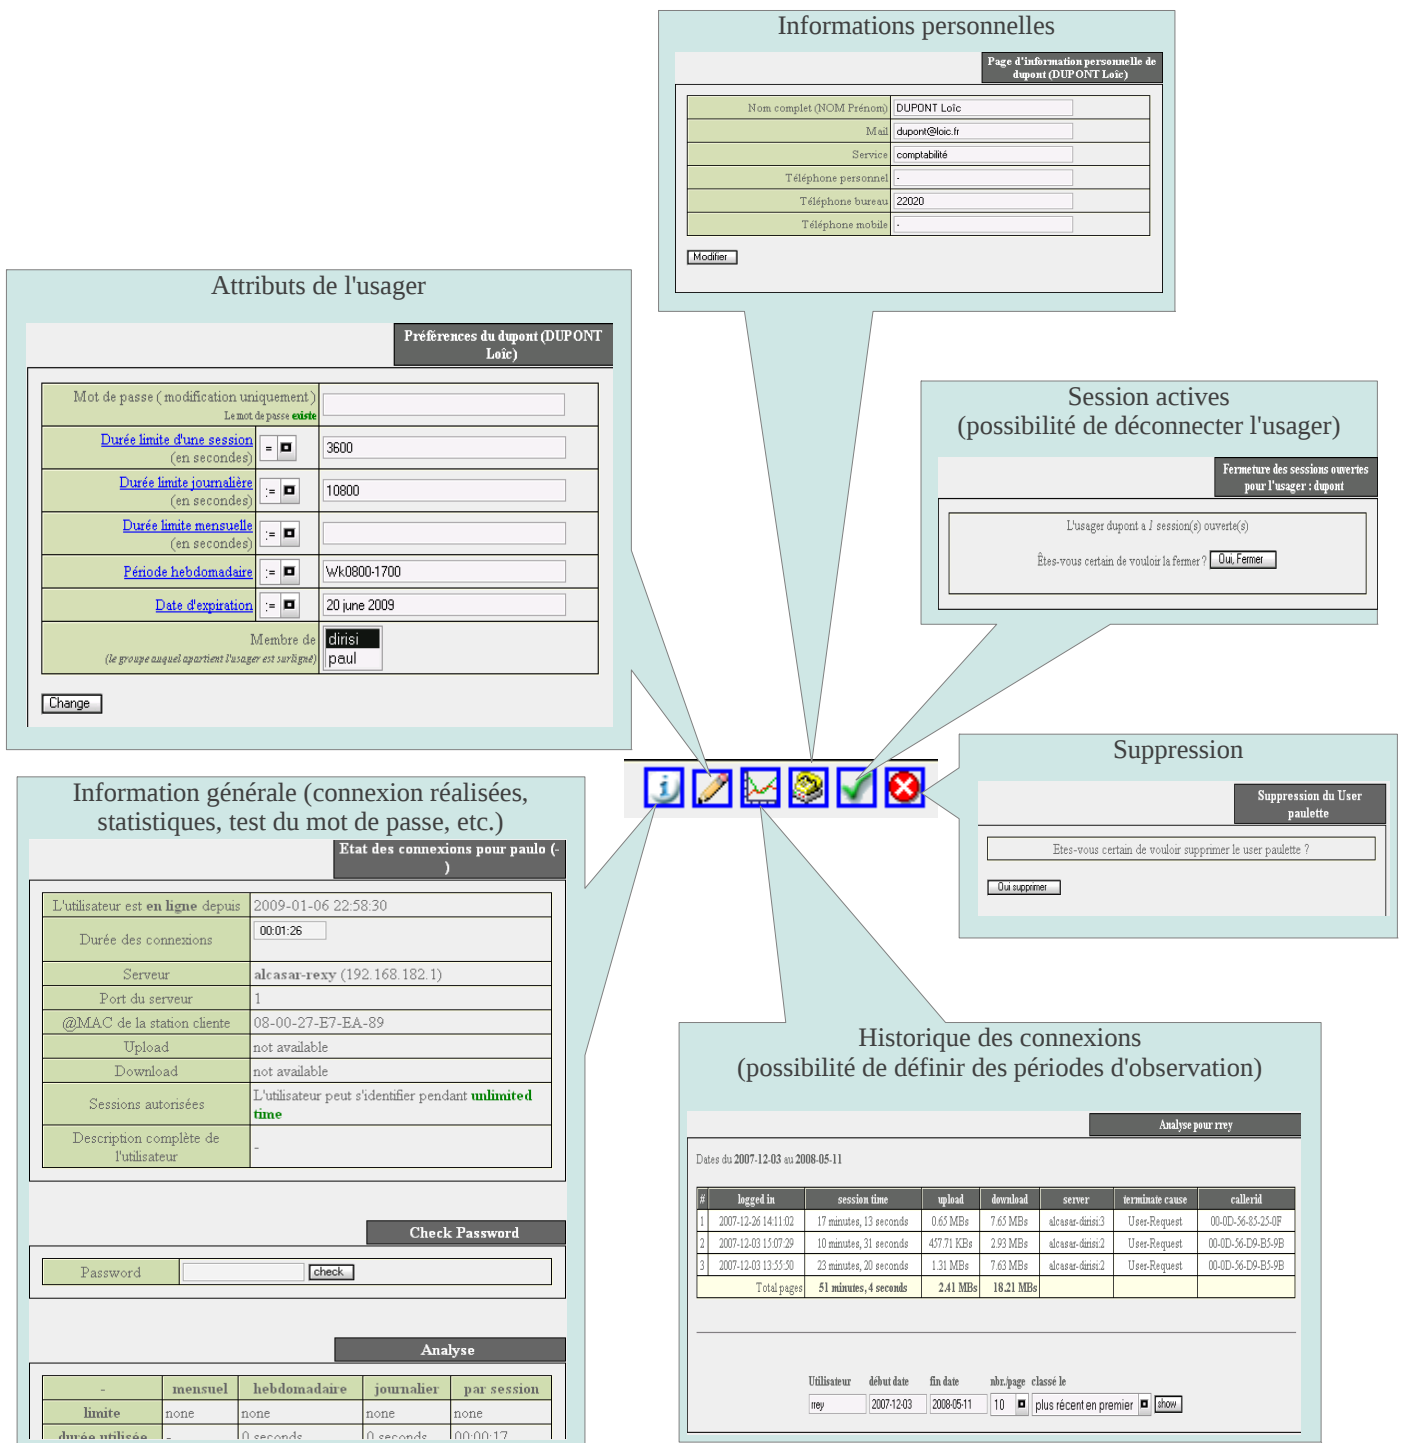 Informations personnelles
Page d'information personnelle de
dupont (DUPONT Loïc)
Nom complet (NOM Prénom) DUPONT Loïc
Mail dupont@loic.fr
Service comptabilité
Téléphone personnel -
Téléphone bureau 22020
Téléphone mobile -
Modifier
Attributs de l'usager
Préférences du dupont (DUPONT
Loïc)
Mot de passe ( modification uniquement)
Le mot de passe existe
Durée limite d'une session
(en secondes) = 3600
Durée limite journalière
(en secondes) := 10800
Durée limite mensuelle
(en secondes) :=
Période hebdomadaire := Wk0800-1700
Date d'expiration := 20 june 2009
Membre de dirisi
(le groupe auquel apartient l'usager est surligné) paul
Change
Session actives
(possibilité de déconnecter l'usager)
Fermeture des sessions ouvertes
pour l'usager : dupont
L'usager dupont a 1 session(s) ouverte(s)
Êtes-vous certain de vouloir la fermer ? Oui, Fermer
Suppression
Suppression du User
paulette
Etes-vous certain de vouloir supprimer le user paulette ?
Oui supprimer
Information générale (connexion réalisées,
statistiques, test du mot de passe, etc.)
Etat des connexions pour paulo (-
)
L'utilisateur est en ligne depuis 2009-01-06 22:58:30
Durée des connexions 00:01:26
Serveur alcasar-rexy (192.168.182.1)
Port du serveur 1
@MAC de la station cliente 08-00-27-E7-EA-89
Upload not available
Download not available
Sessions autorisées L'utilisateur peut s'identifier pendant unlimited
time
Description complète de
l'utilisateur -
Check Password
Password check
Analyse
- mensuel hebdomadaire journalier par session
limite none none none none
durée utilisée - 0 seconds 0 seconds 00:00:17
Historique des connexions
(possibilité de définir des périodes d'observation)
Analyse pour rrey
Dates du 2007-12-03 au 2008-05-11
# logged in session time upload download server terminate cause callerid
1 2007-12-26 14:11:02 17 minutes, 13 seconds 0.65 MBs 7.65 MBs alcasar-dirisi:3 User-Request 00-0D-56-85-25-0F
2 2007-12-03 15:07:29 10 minutes, 31 seconds 457.71 KBs 2.93 MBs alcasar-dirisi:2 User-Request 00-0D-56-D9-B5-9B
3 2007-12-03 13:55:50 23 minutes, 20 seconds 1.31 MBs 7.63 MBs alcasar-dirisi:2 User-Request 00-0D-56-D9-B5-9B
Total pages 51 minutes, 4 seconds 2.41 MBs 18.21 MBs
Utilisateur début date fin date nbr./page classé le
rrey 2007-12-03 2008-05-11 10 plus récent en premier show